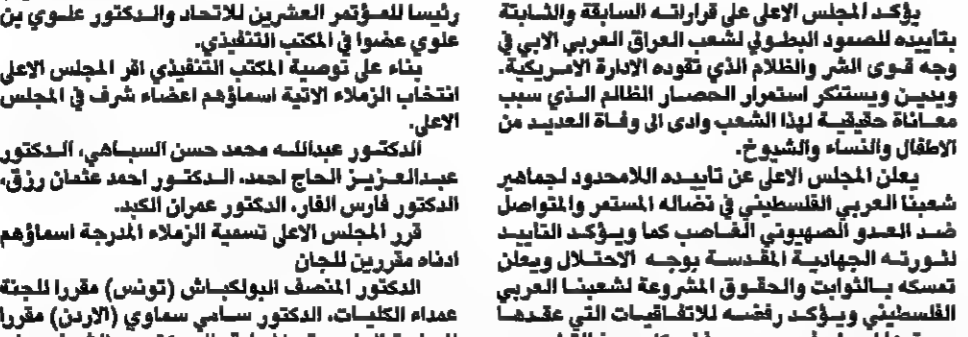 يؤكد المجلس الاعلى على قراراته السابقة والثابتة
بتأييده للصمود البطولي لشعب العراق العربي الابي في
وجه قوى الشر والظلام الذي تقوده الادارة الامريكية.
ويدين ويستنكر استمرار الحصار الظالم الذي سبب
معاناة حقيقية لهذا الشعب وادى الى وفاة العديد من
الاطفال والنساء والشيوخ.
يعلن المجلس الاعلى عن تأييده اللامحدود لجماهير
شعبنا العربي الفلسطيني في نضاله المستمر والمتواصل
ضد العدو الصهيوني الغاصب كما ويؤكد التأييد
لثورته الجهادية المقدسة بوجه الاحتلال ويعلن
تمسكه بالثوابت والحقوق المشروعة لشعبنا العربي
الفلسطيني ويؤكد رفضه للاتفاقيات التي عقدها
رئيسا للمؤتمر العشرين للاتحاد والدكتور علوي بن
علوي عضوا في المكتب التنفيذي.
بناء على توصية المكتب التنفيذي اقر المجلس الاعلى
انتخاب الزملاء الاتية اسماؤهم اعضاء شرف في المجلس
الاعلى.
الدكتور عبدالله محمد حسن السباهي، الدكتور
عبدالعزيز الحاج احمد، الدكتور احمد عثمان رزق،
الدكتور فارس القار، الدكتور عمران الكبد.
قرر المجلس الاعلى تسمية الزملاء المدرجة اسماؤهم
ادناه مقررين للجان
الدكتور المنصف البولكباش (تونس) مقررا للجنة
عمداء الكليات، الدكتور سامي سماوي (الاردن) مقررا